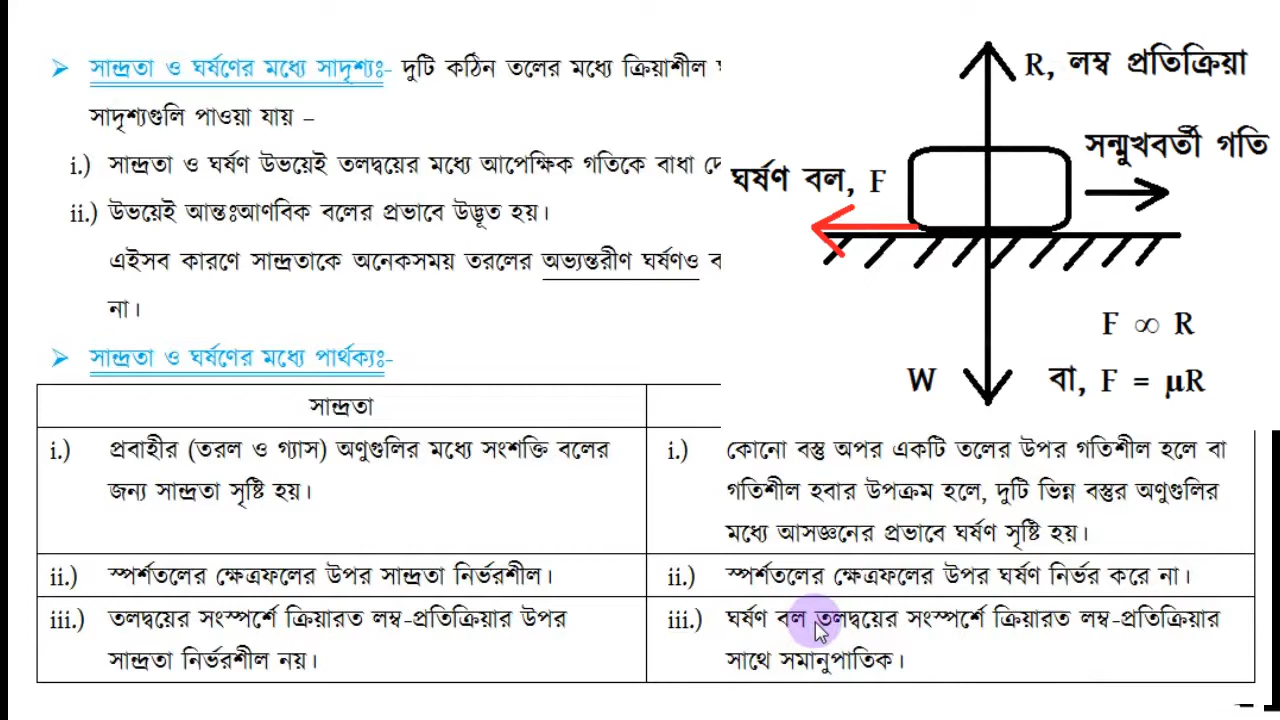 ➢ সান্দ্রতা ও ঘর্ষণের মধ্যে সাদৃশ্যঃ- দুটি কঠিন তলের মধ্যে ক্রিয়াশীল
সাদৃশ্যগুলি পাওয়া যায় –
i.) সান্দ্রতা ও ঘর্ষণ উভয়েই তলদ্বয়ের মধ্যে আপেক্ষিক গতিকে বাধা
ii.) উভয়েই আন্তঃআণবিক বলের প্রভাবে উদ্ভূত হয়।
এইসব কারণে সান্দ্রতাকে অনেকসময় তরলের অভ্যন্তরীণ ঘর্ষণও
না।
R, লম্ব প্রতিক্রিয়া
সন্মুখবর্তী গতি
ঘর্ষণ বল, F
F ∞ R
W
বা, F = μR
➢ সান্দ্রতা ও ঘর্ষণের মধ্যে পার্থক্যঃ-
সান্দ্রতা
i.) প্রবাহীর (তরল ও গ্যাস) অণুগুলির মধ্যে সংশক্তি বলের
জন্য সান্দ্রতা সৃষ্টি হয়।
i.) কোনো বস্তু অপর একটি তলের উপর গতিশীল হলে বা
গতিশীল হবার উপক্রম হলে, দুটি ভিন্ন বস্তুর অণুগুলির
মধ্যে আসঞ্জনের প্রভাবে ঘর্ষণ সৃষ্টি হয়।
ii.) স্পর্শতলের ক্ষেত্রফলের উপর সান্দ্রতা নির্ভরশীল।
ii.) স্পর্শতলের ক্ষেত্রফলের উপর ঘর্ষণ নির্ভর করে না।
iii.) তলদ্বয়ের সংস্পর্শে ক্রিয়ারত লম্ব-প্রতিক্রিয়ার উপর
সান্দ্রতা নির্ভরশীল নয়।
iii.) ঘর্ষণ বল তলদ্বয়ের সংস্পর্শে ক্রিয়ারত লম্ব-প্রতিক্রিয়ার
সাথে সমানুপাতিক।